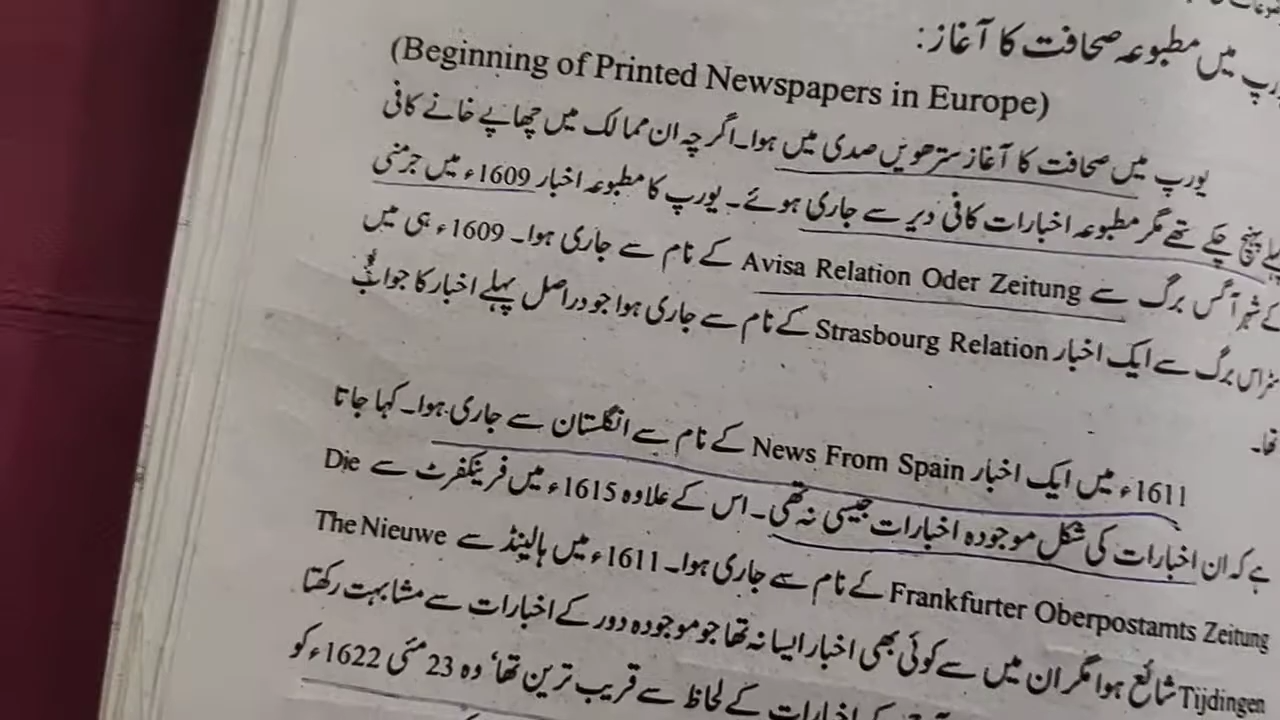 میں مطبوعہ صحافت کا آغاز:
(Beginning of Printed Newspapers in Europe)
یورپ میں صحافت کا آغاز سترھویں صدی میں ہوا۔ اگرچہ ان ممالک میں چھاپے خانے کافی
پہنچ چکے تھے مگر مطبوعہ اخبارات کافی دیر سے جاری ہوئے۔ یورپ کا مطبوعہ اخبار 1609ء میں جرمنی
کے شہر آگس برگ سے Avisa Relation Oder Zeitung کے نام سے جاری ہوا۔ 1609ء ہی میں
برگ سے ایک اخبار Strasbourg Relation کے نام سے جاری ہوا جو دراصل پہلے اخبار کا جواب
تھا۔
1611ء میں ایک اخبار News From Spain کے نام سے انگلستان سے جاری ہوا۔ کہا جاتا
ہے کہ ان اخبارات کی شکل موجودہ اخبارات جیسی نہ تھی۔ اس کے علاوہ 1615ء میں فرینکفرٹ سے Die
Frankfurter Oberpostamts Zeitung کے نام سے جاری ہوا۔ 1611ء میں ہالینڈ سے The Nieuwe
Tijdingen شائع ہوا مگر ان میں سے کوئی بھی اخبار ایسا نہ تھا جو موجودہ دور کے اخبارات سے مشابہت رکھتا
اخبارات کے لحاظ سے قریب ترین تھا، وہ 23 مئی 1622ء کو